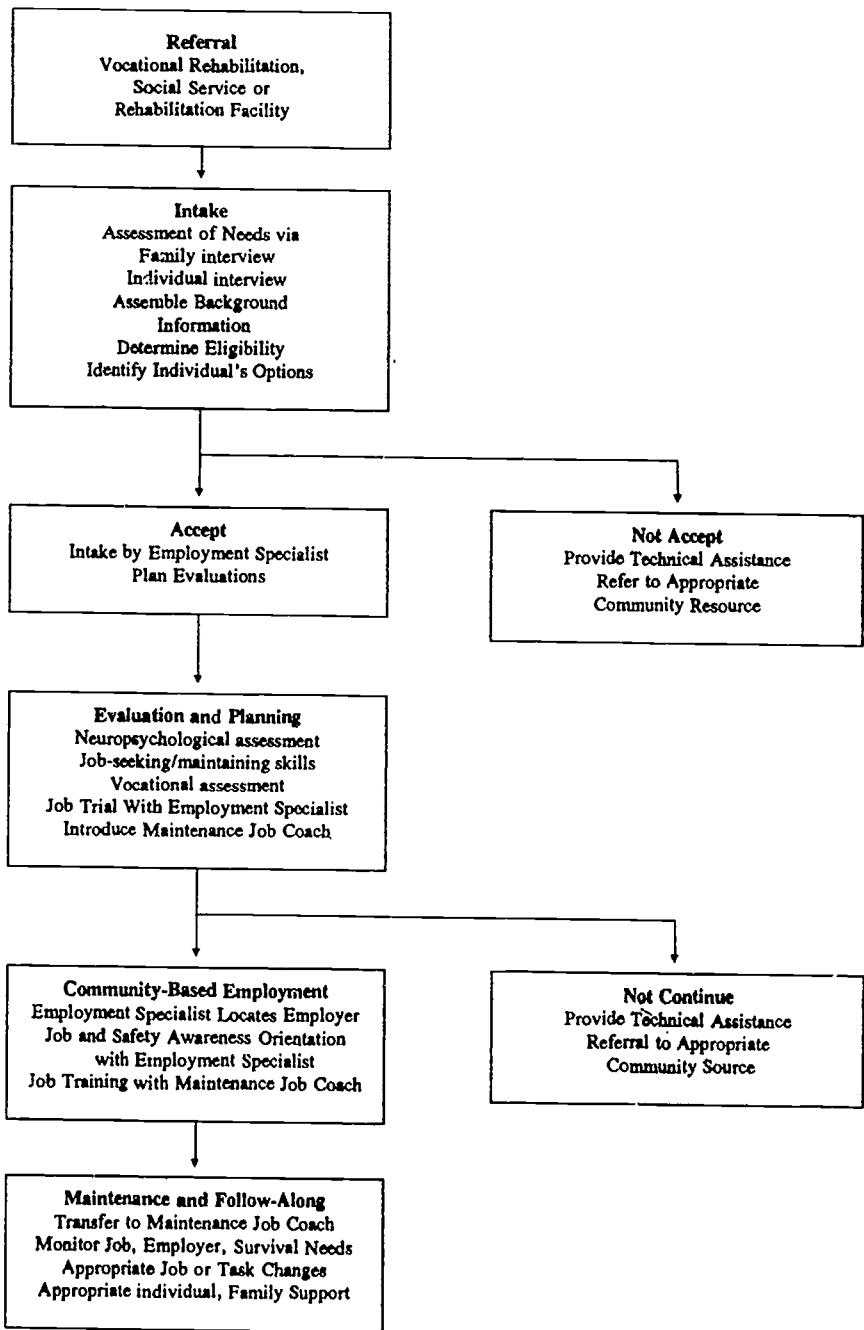 Referral
Vocational Rehabilitation,
Social Service or
Rehabilitation Facility
Intake
Assessment of Needs via
Family interview
Individual interview
Assemble Background
Information
Determine Eligibility
Identify Individual's Options
Accept
Intake by Employment Specialist
Plan Evaluations
Not Accept
Provide Technical Assistance
Refer to Appropriate
Community Resource
Evaluation and Planning
Neuropsychological assessment
Job-seeking/maintaining skills
Vocational assessment
Job Trial With Employment Specialist
Introduce Maintenance Job Coach
Community-Based Employment
Employment Specialist Locates Employer
Job and Safety Awareness Orientation
with Employment Specialist
Job Training with Maintenance Job Coach
Not Continue
Provide Technical Assistance
Referral to Appropriate
Community Source
Maintenance and Follow-Along
Transfer to Maintenance Job Coach
Monitor Job, Employer, Survival Needs
Appropriate Job or Task Changes
Appropriate individual, Family Support